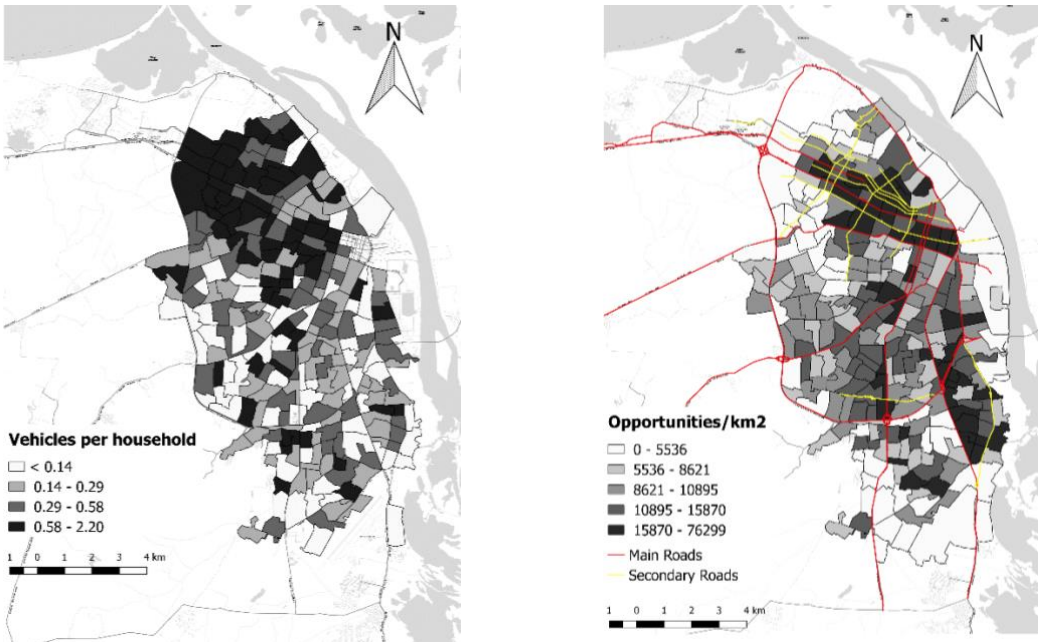 N
Vehicles per household
< 0.14
0.14 - 0.29
0.29 - 0.58
0.58 - 2.20
1 0 1 2 3 4 km
N
Opportunities/km2
0 - 5536
5536 - 8621
8621 - 10895
10895 - 15870
15870 - 76299
Main Roads
Secondary Roads
1 0 1 2 3 4 km